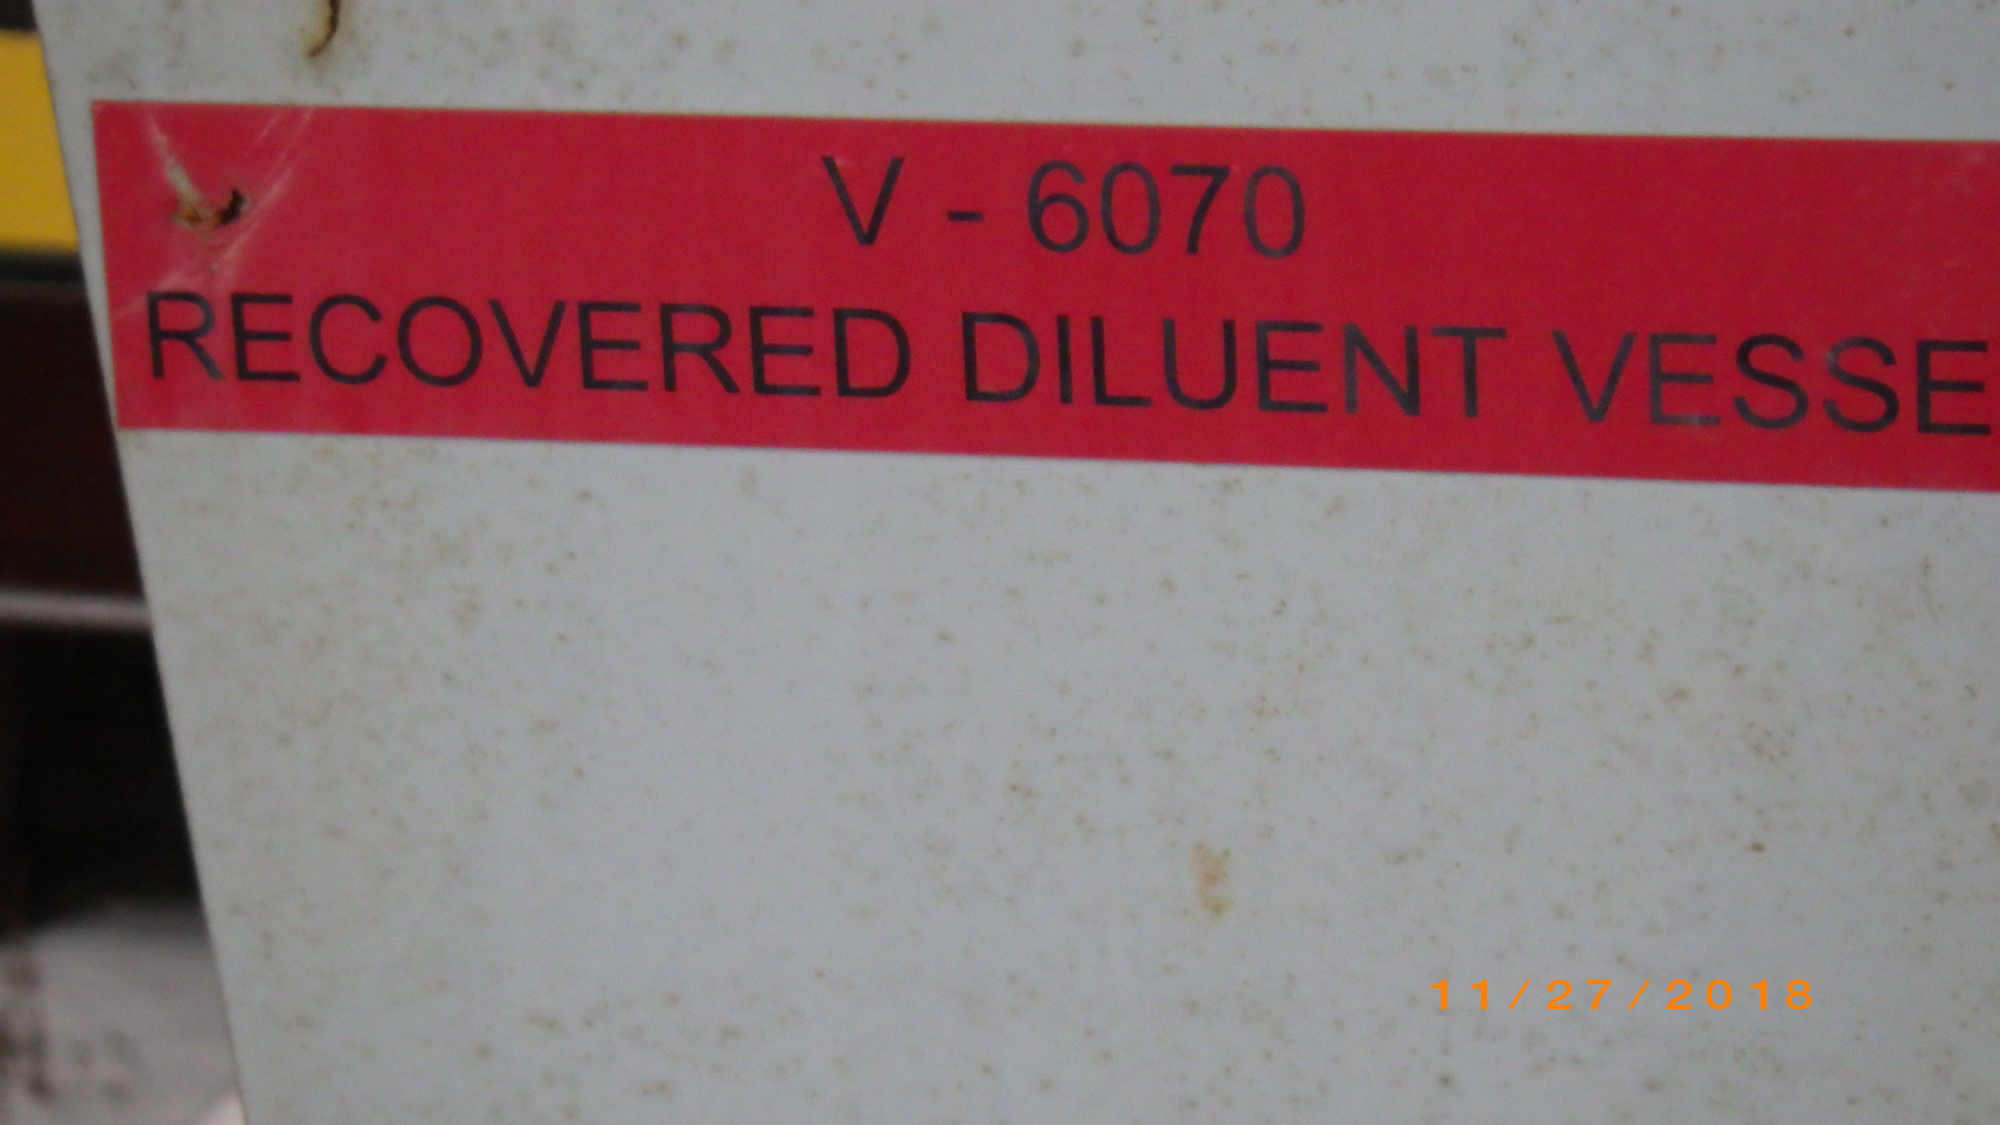 V - 6070
RECOVERED DILUENT VESSE
11/27/2018